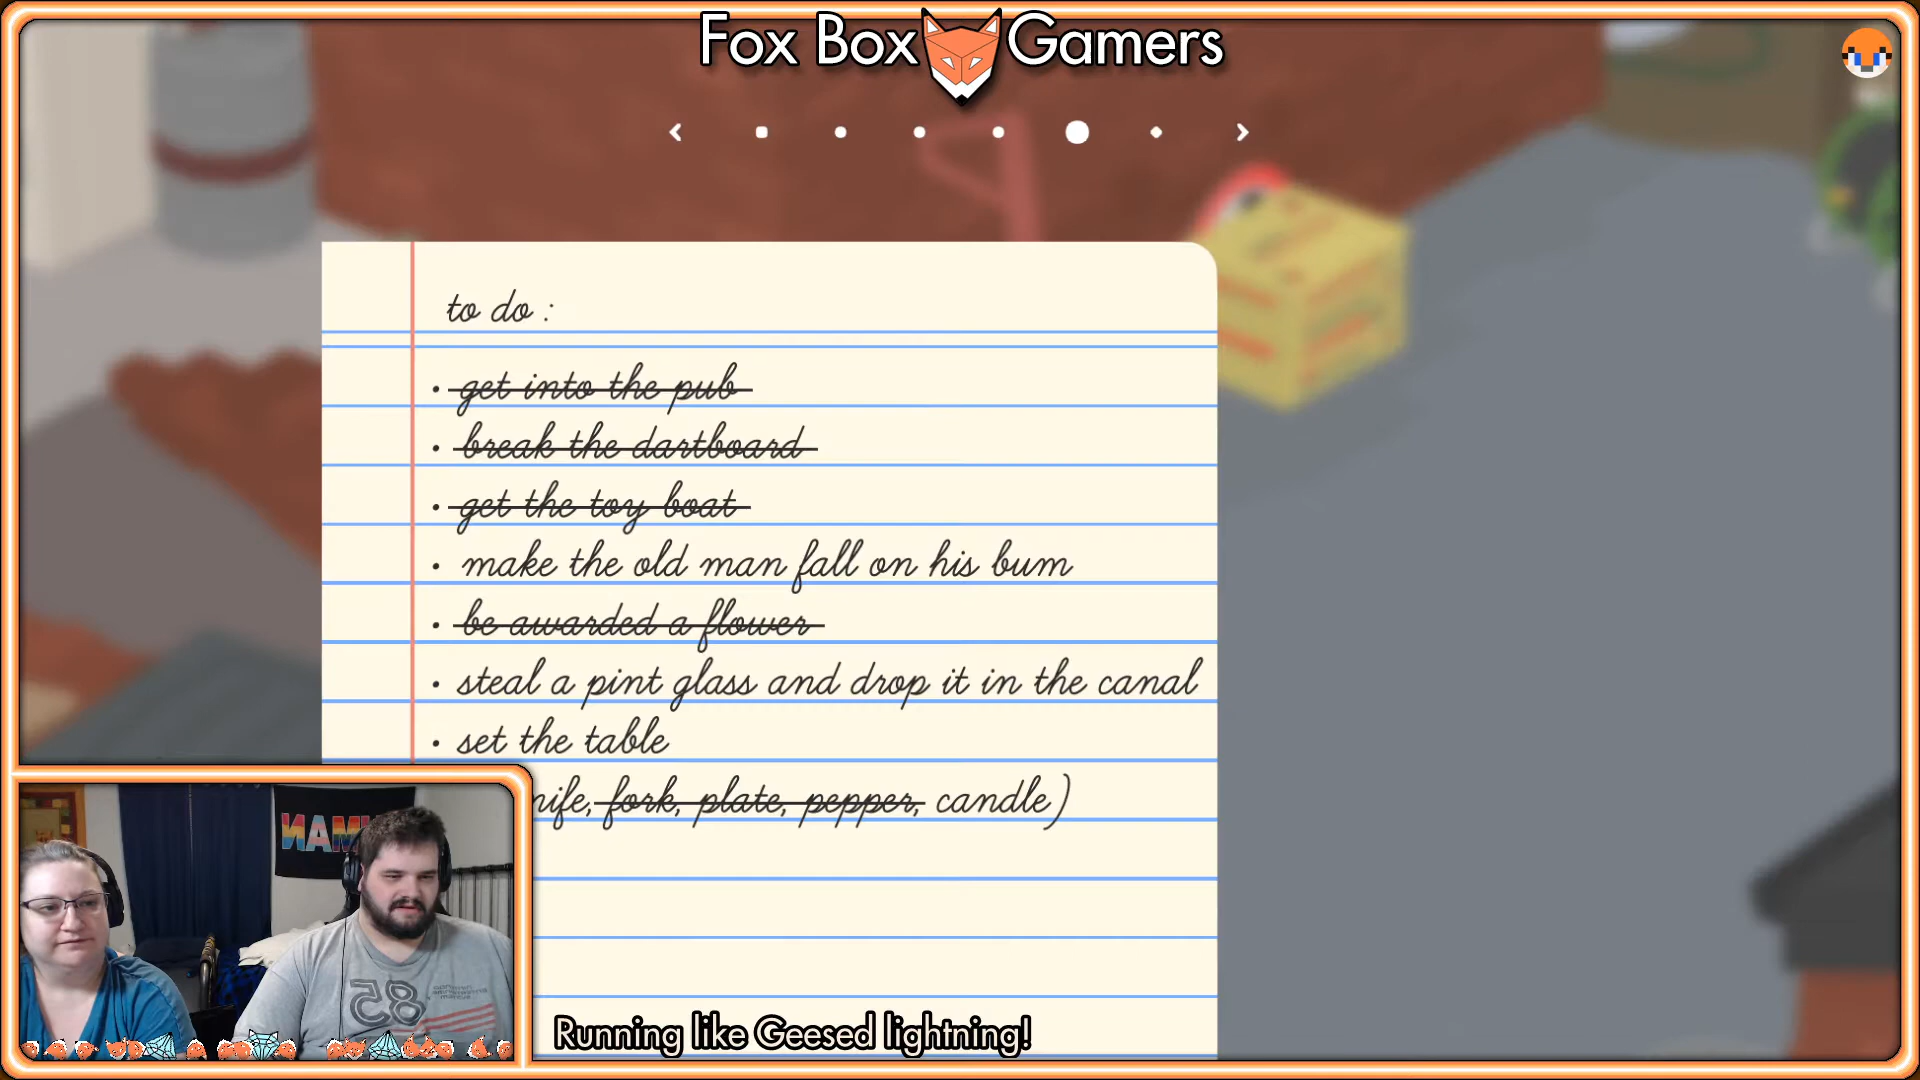 Fox Box Gamers
to do :
• get into the pub
• break the dartboard
• get the toy boat
• make the old man fall on his bum
• be awarded a flower
• steal a pint glass and drop it in the canal
• set the table
nife, fork, plate, pepper, candle)
Running like Geesed lightning!
85